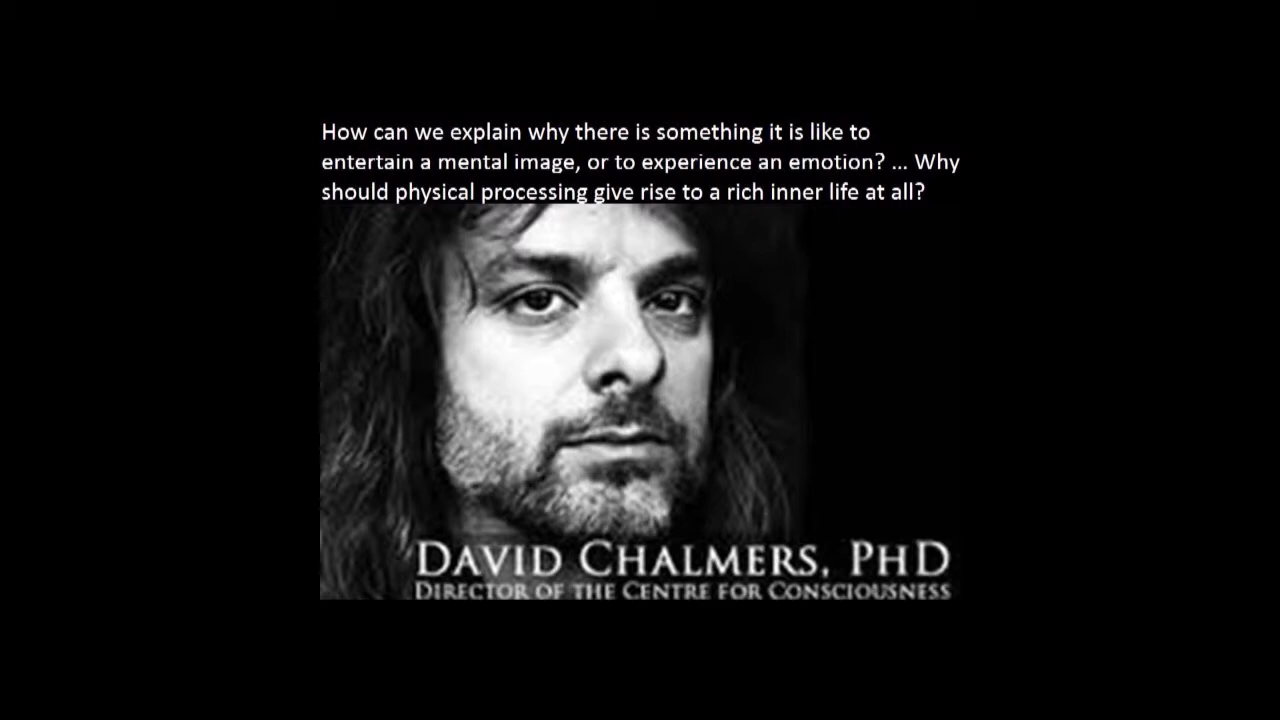 How can we explain why there is something it is like to
entertain a mental image, or to experience an emotion? ... Why
should physical processing give rise to a rich inner life at all?
DAVID CHALMERS, PHD
DIRECTOR OF THE CENTRE FOR CONSCIOUSNESS